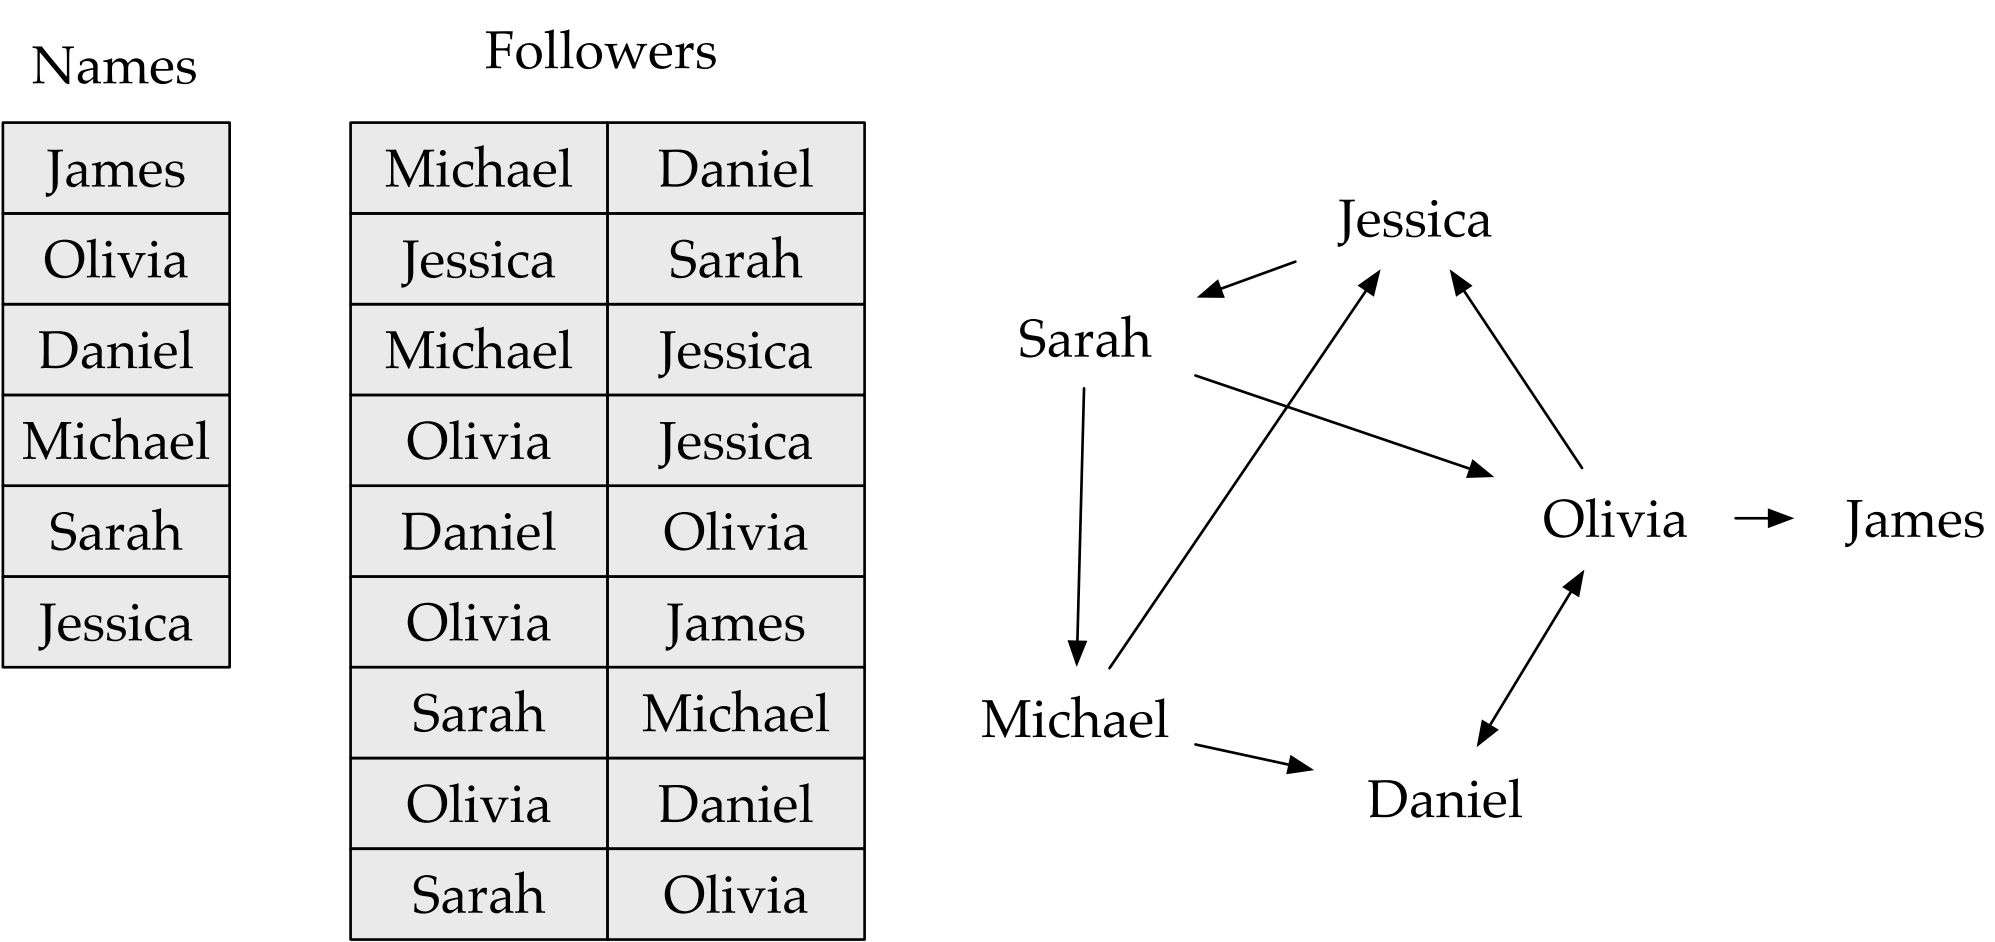 Names
James
Olivia
Daniel
Michael
Sarah
Jessica
Followers
Michael Daniel
Jessica Sarah
Michael Jessica
Olivia Jessica
Daniel Olivia
Olivia James
Sarah Michael
Olivia Daniel
Sarah Olivia
Jessica
Sarah
Olivia James
Michael
Daniel